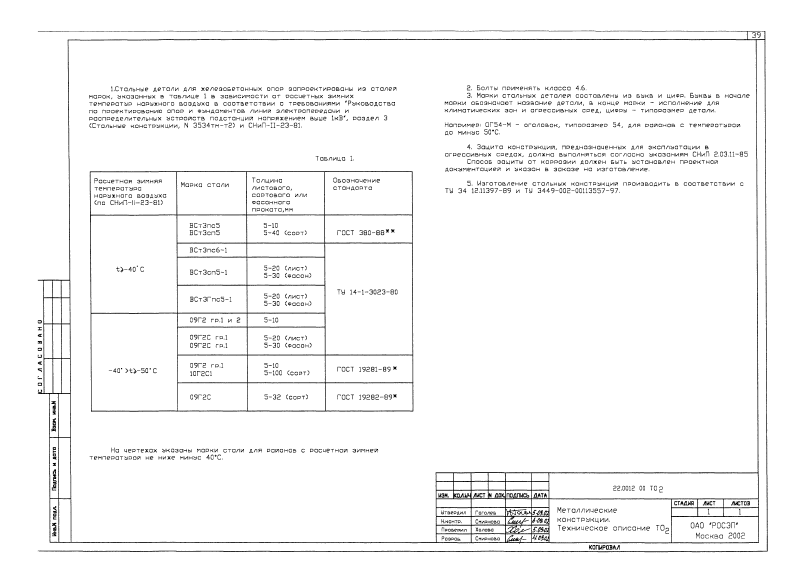 39
1.Стальные детали для железобетонных опор запроектированы из сталей
марок, указанных в таблице 1 в зависимости от расчетных зимних
температур наружного воздуха в соответствии с требованиями "Руководства
по проектированию опор и фундаментов линий электропередачи и
распределительных устройств подстанций напряжением выше 1кВ", раздел 3
(Стальные конструкции, N 3534тм-т2) и СНиП-II-23-81.
Таблица 1.
Расчетная зимняя
температура
наружного воздуха
(по СНиП-II-23-81)
Марка стали.
Толщина
листового,
сортового или
фасонного
проката,мм
Обозначение
стандарта
t≥-40°C
ВСт3пс5
ВСт3сп5
5-10
5-40 (сорт)
ГОСТ 380-88**
ВСт3пс6-1
ВСт3сп5-1
5-20 (лист)
5-30 (фасон)
ВСт3Гпс5-1
5-20 (лист)
5-30 (фасон)
ТУ 14-1-3023-80
-40°>t≥-50°C
09Г2 гр.1 и 2
5-10
09Г2С гр.1
09Г2С гр.1
5-20 (лист)
5-30 (фасон)
09Г2 гр.1
10Г2С1
5-10
5-100 (сорт)
ГОСТ 19281-89*
09Г2С
5-32 (сорт)
ГОСТ 19282-89*
На чертежах указаны марки стали для районов с расчетной зимней
температурой не ниже минус 40°С.
2. Болты применять класса 4.6.
3. Марки стальных деталей составлены из букв и цифр. Буквы в начале
марки обозначают название детали, в конце марки - исполнение для
климатических зон и агрессивных сред, цифры - типоразмер детали.
Например: ОГ54-М - оголовок, типоразмер 54, для районов с температурой
до минус 50°С.
4. Защита конструкций, предназначенных для эксплуатации в
агрессивных средах, должна выполняться согласно указаниям СНиП 2.03.11-85
Способ защиты от коррозии должен быть установлен проектной
документацией и указан в заказе на изготовление.
5. Изготовление стальных конструкций производить в соответствии с
ТУ 34 12.11397-89 и ТУ 3449-002-00113557-97.
СОГЛАСОВАНО
Взам. инв.N
Подпись и дата
Инв.N подл.
22.0012 00 ТО2
ИЗМ. КОЛ.УЧ ЛИСТ N ДОК ПОДПИСЬ ДАТА
Утвердил Гоголев 5.09.02
Н.контр. Смирнова
Проверил Холова 5.09.02
Разраб. Смирнова
Металлические
конструкции.
Техническое описание ТО2
СТАДИЯ ЛИСТ ЛИСТОВ
1 1
ОАО "РОСЭП"
Москва 2002
КОПИРОВАЛ